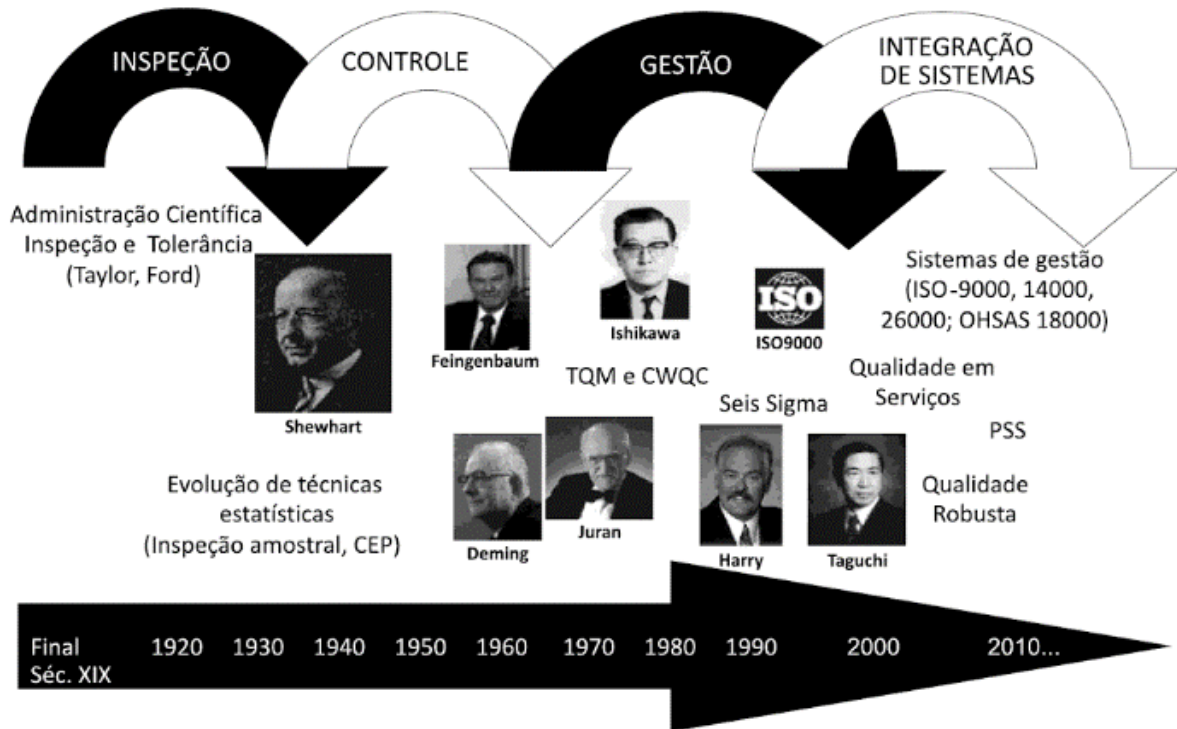 INSPEÇÃO
CONTROLE
GESTÃO
INTEGRAÇÃO
DE SISTEMAS
Administração Científica
Inspeção e Tolerância
(Taylor, Ford)
Shewhart
Feingenbaum
Ishikawa
ISO
ISO9000
Sistemas de gestão
(ISO-9000, 14000,
26000; OHSAS 18000)
TQM e CWQC
Seis Sigma
Qualidade em
Serviços
PSS
Evolução de técnicas
estatísticas
(Inspeção amostral, CEP)
Deming
Juran
Harry
Taguchi
Qualidade
Robusta
Final
Séc. XIX
1920 1930 1940 1950 1960 1970 1980 1990 2000 2010...